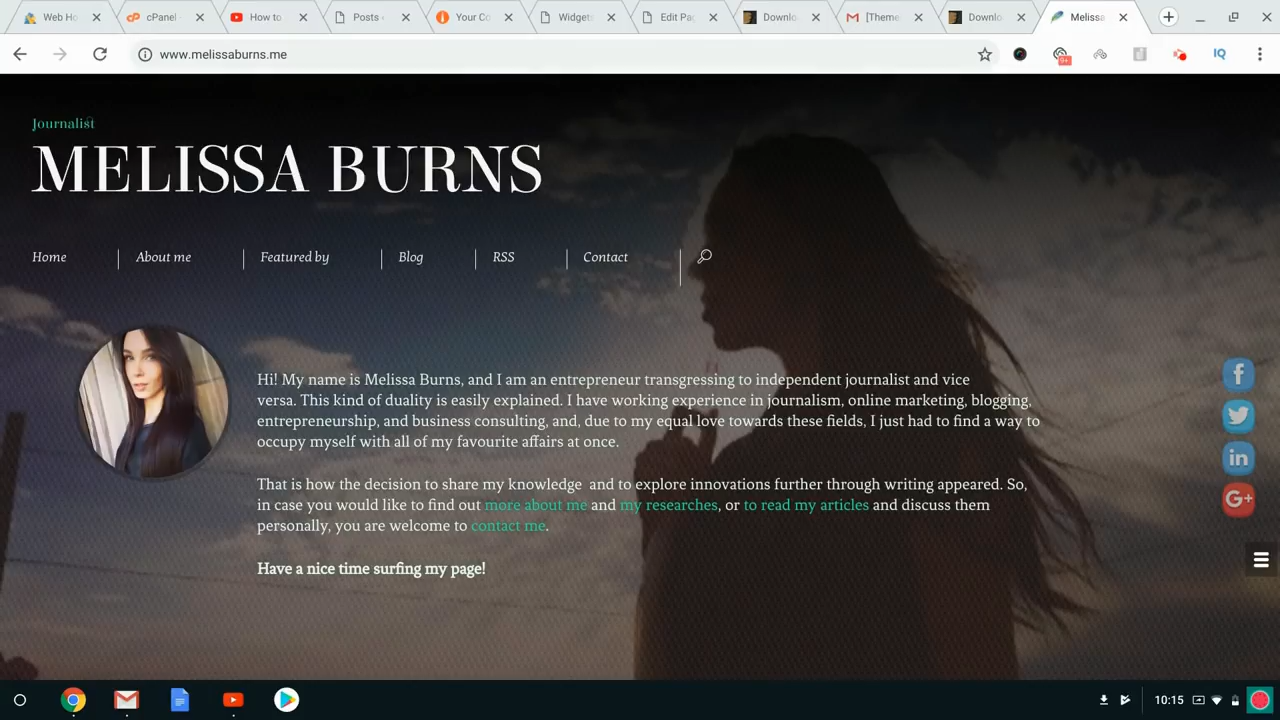 Web Ho
cPanel -
How to
Posts ‹
Your Co
Widget
Edit Pa
Downlo
[Theme
Downlo
Melissa
www.melissaburns.me
9+
IQ
Journalist
MELISSA BURNS
Home
About me
Featured by
Blog
RSS
Contact
Hi! My name is Melissa Burns, and I am an entrepreneur transgressing to independent journalist and vice
versa. This kind of duality is easily explained. I have working experience in journalism, online marketing, blogging,
entrepreneurship, and business consulting, and, due to my equal love towards these fields, I just had to find a way to
occupy myself with all of my favourite affairs at once.
That is how the decision to share my knowledge and to explore innovations further through writing appeared. So,
in case you would like to find out more about me and my researches, or to read my articles and discuss them
personally, you are welcome to contact me.
Have a nice time surfing my page!
f
in
G+
10:15